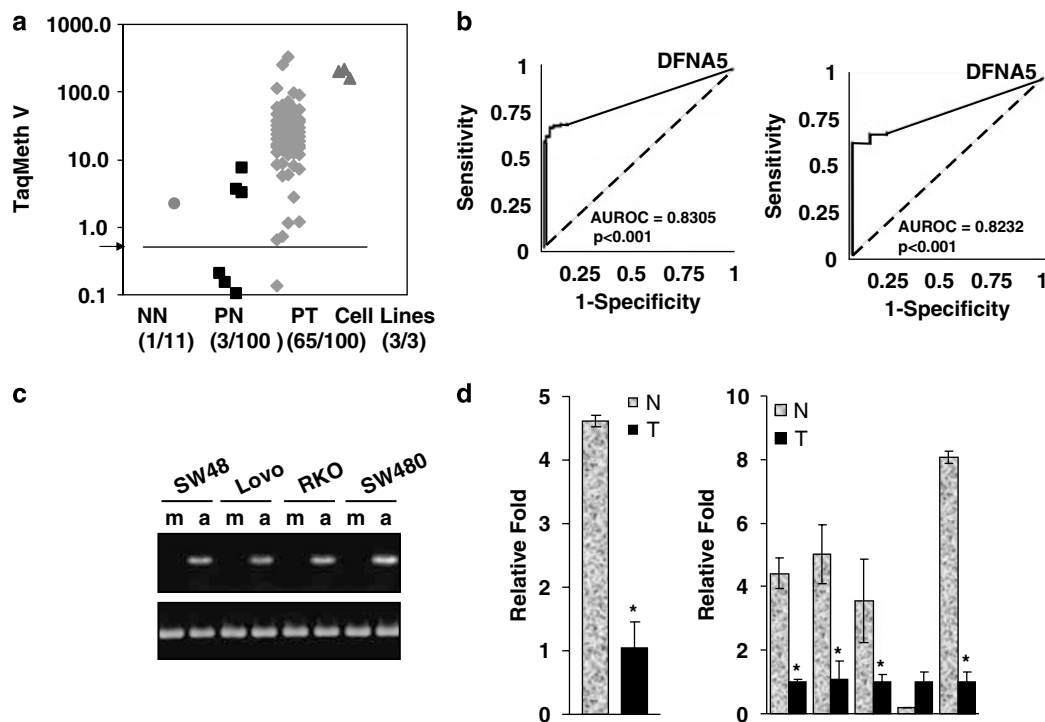 a
1000.0
100.0
10.0
1.0
0.1
TaqMeth V
NN PN PT Cell Lines
(1/11) (3/100 ) (65/100) (3/3)
b
DFNA5
1
0.75
0.5
0.25
0
Sensitivity
AUROC = 0.8305
p<0.001
0.25 0.5 0.75 1
1-Specificity
DFNA5
1
0.75
0.5
0.25
0
Sensitivity
AUROC = 0.8232
p<0.001
0.25 0.5 0.75 1
1-Specificity
c
SW48 Lovo RKO SW480
m a m a m a m a
d
5
4
3
2
1
0
Relative Fold
N
T
*
10
8
6
4
2
0
Relative Fold
N
T
* * * *